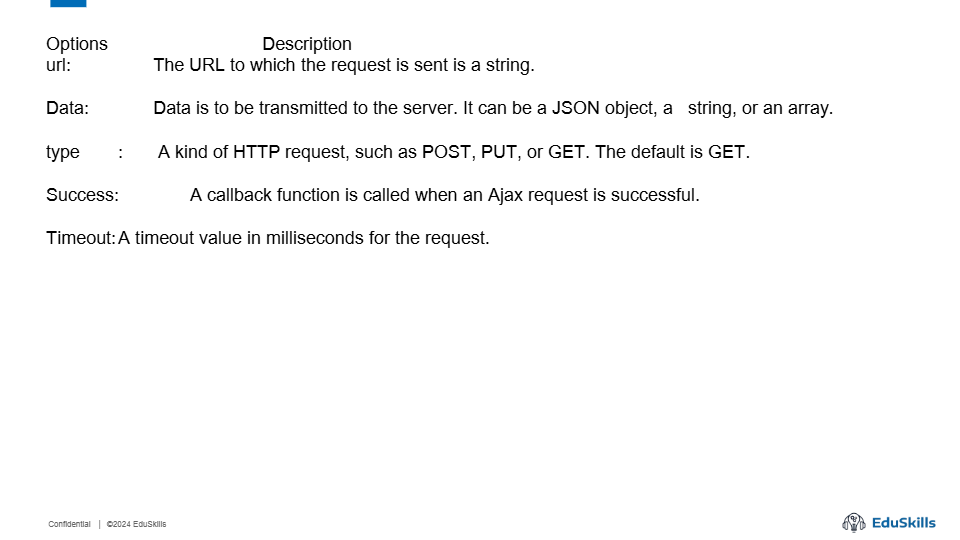 Options Description
url: The URL to which the request is sent is a string.
Data: Data is to be transmitted to the server. It can be a JSON object, a string, or an array.
type : A kind of HTTP request, such as POST, PUT, or GET. The default is GET.
Success: A callback function is called when an Ajax request is successful.
Timeout: A timeout value in milliseconds for the request.
Confidential | ©2024 EduSkills
EduSkills